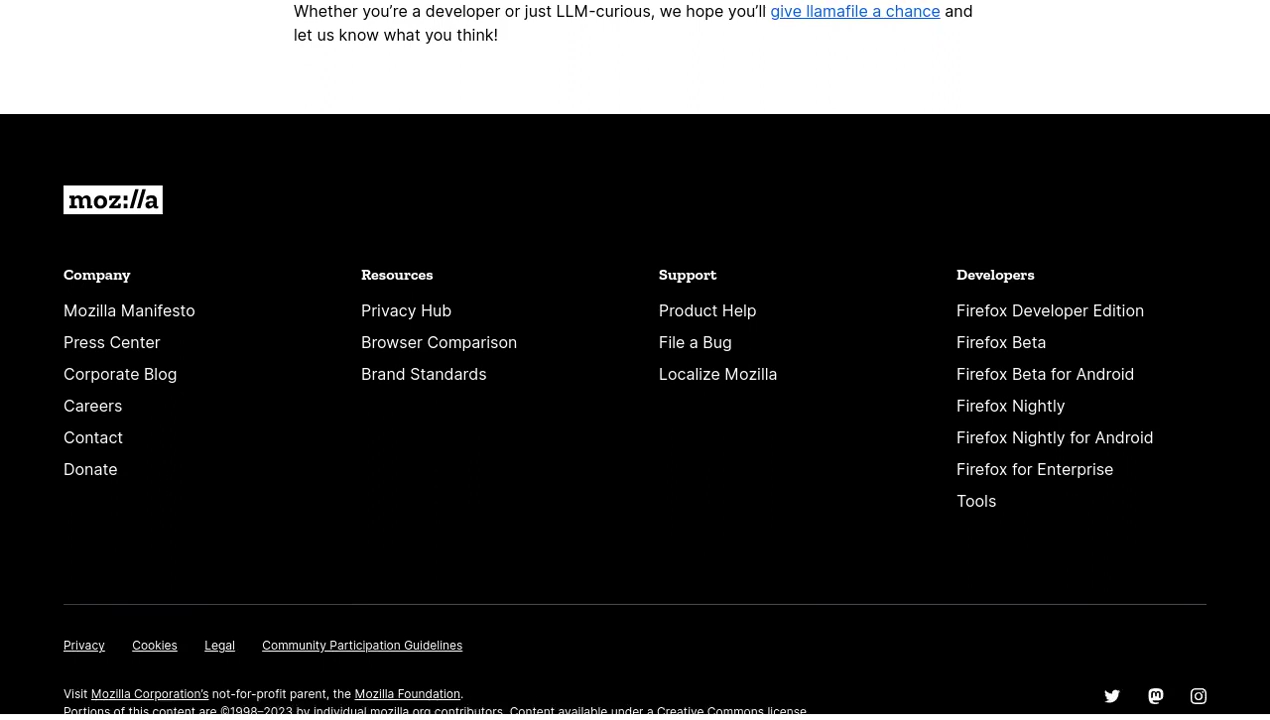 Whether you’re a developer or just LLM-curious, we hope you’ll give llamafile a chance and
let us know what you think!
moz://a
Company
Mozilla Manifesto
Press Center
Corporate Blog
Careers
Contact
Donate
Resources
Privacy Hub
Browser Comparison
Brand Standards
Support
Product Help
File a Bug
Localize Mozilla
Developers
Firefox Developer Edition
Firefox Beta
Firefox Beta for Android
Firefox Nightly
Firefox Nightly for Android
Firefox for Enterprise
Tools
Privacy Cookies Legal Community Participation Guidelines
Visit Mozilla Corporation’s not-for-profit parent, the Mozilla Foundation.
Portions of this content are ©1998–2023 by individual mozilla.org contributors. Content available under a Creative Commons license.